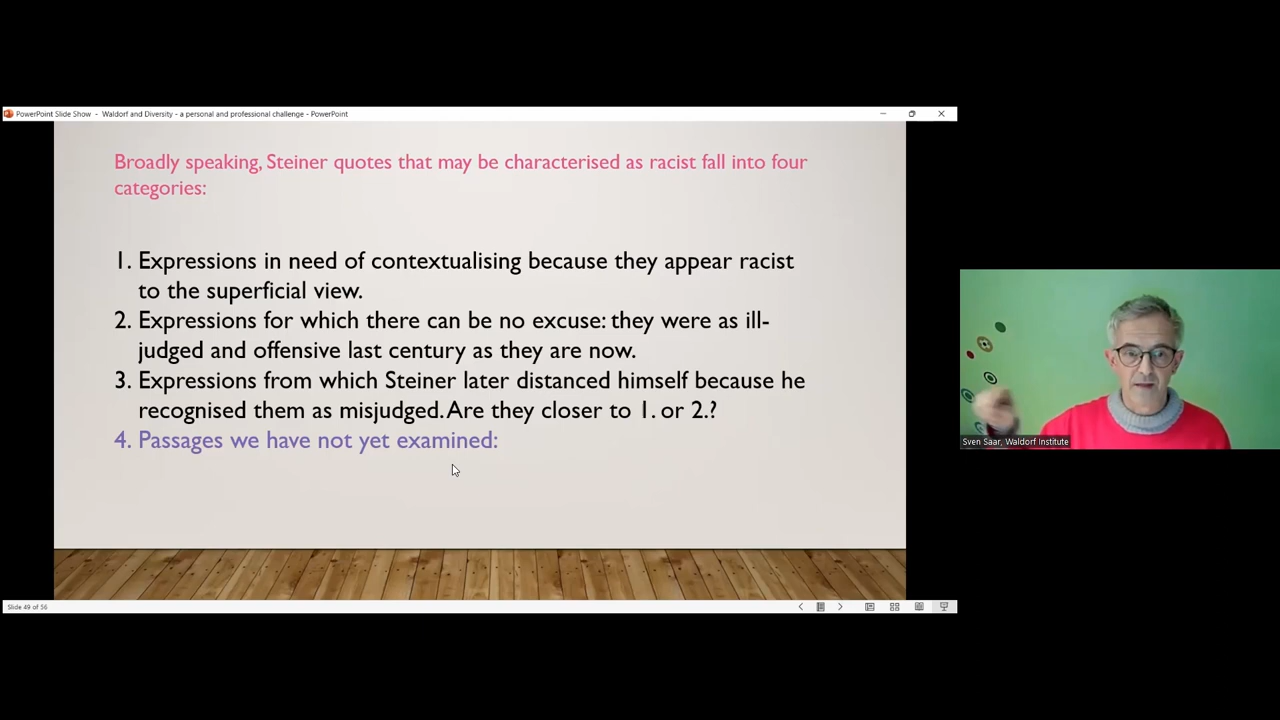 PowerPoint Slide Show - Waldorf and Diversity - a personal and professional challenge - PowerPoint
Broadly speaking, Steiner quotes that may be characterised as racist fall into four
categories:
1. Expressions in need of contextualising because they appear racist
to the superficial view.
2. Expressions for which there can be no excuse: they were as ill-
judged and offensive last century as they are now.
3. Expressions from which Steiner later distanced himself because he
recognised them as misjudged. Are they closer to 1. or 2.?
4. Passages we have not yet examined:
Sven Saar, Waldorf Institute
Slide 49 of 56